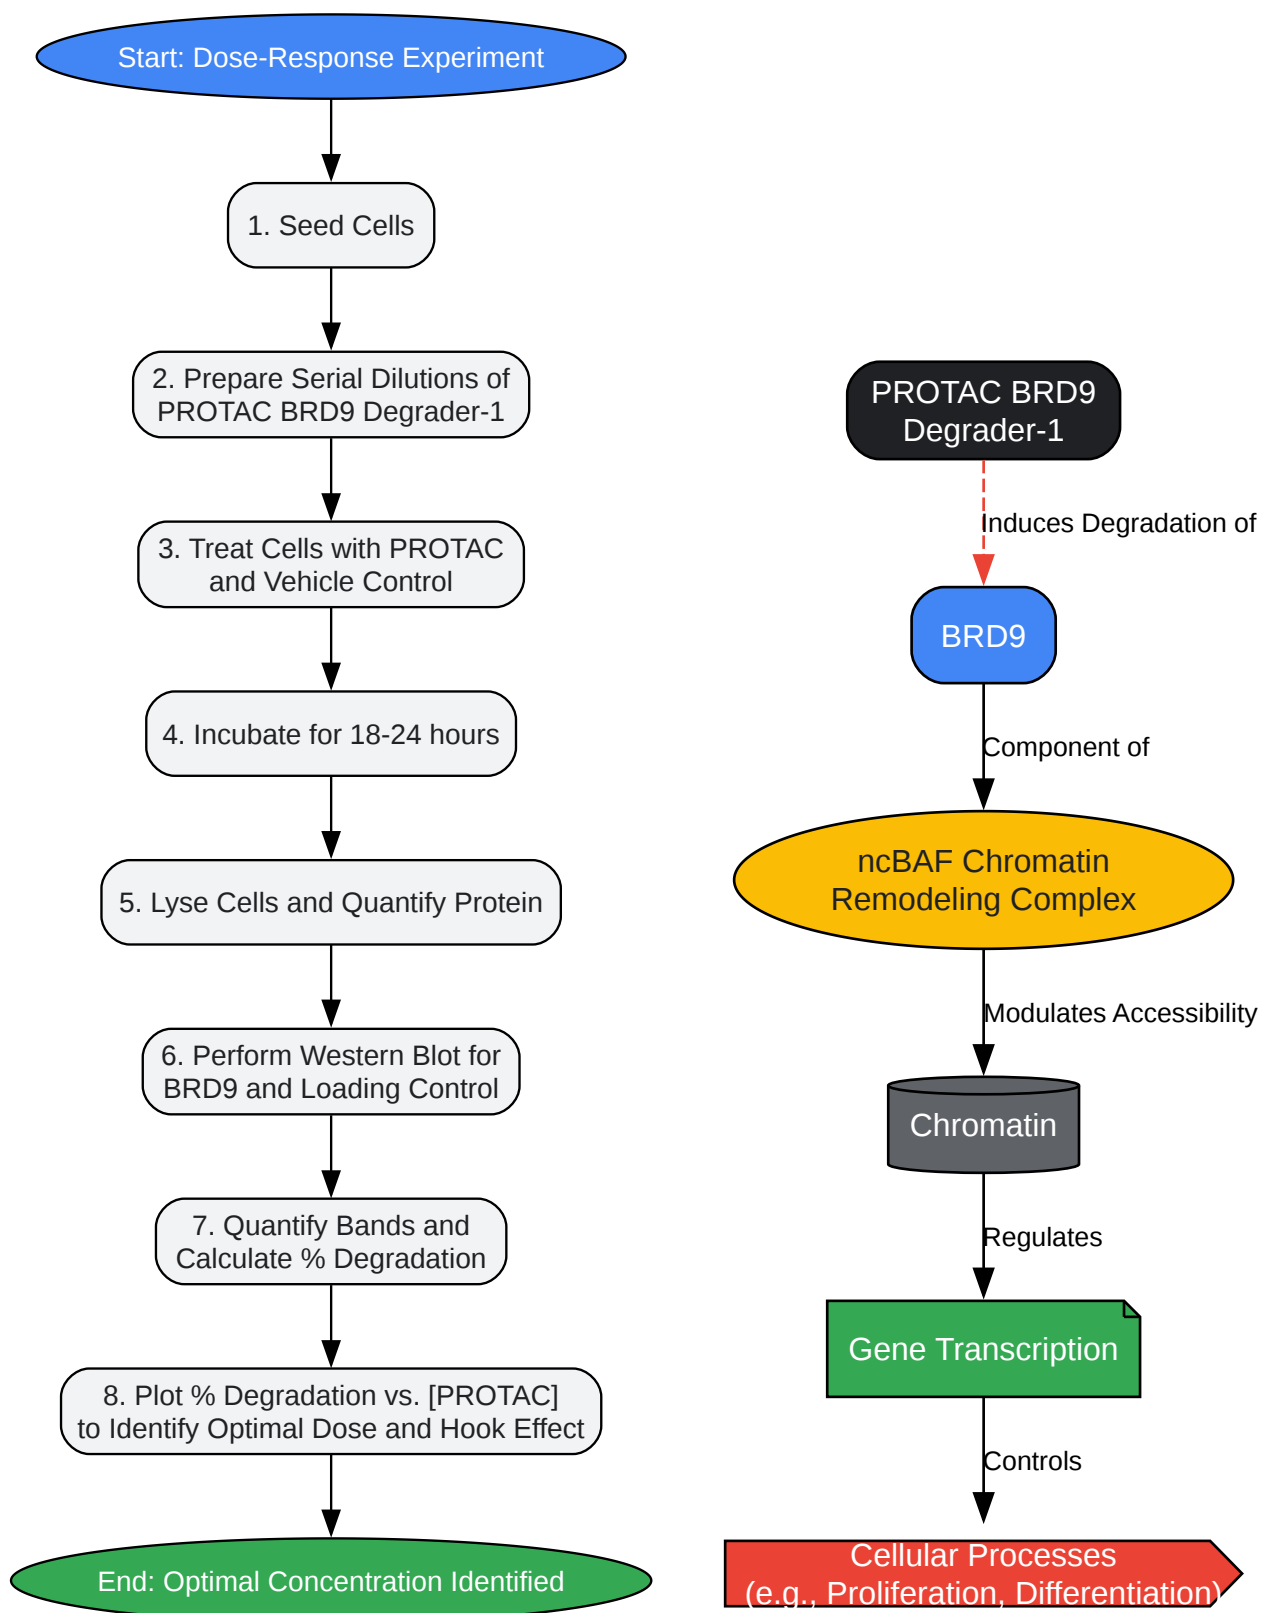 Start: Dose-Response Experiment
1. Seed Cells
2. Prepare Serial Dilutions of
PROTAC BRD9 Degrader-1
3. Treat Cells with PROTAC
and Vehicle Control
4. Incubate for 18-24 hours
5. Lyse Cells and Quantify Protein
6. Perform Western Blot for
BRD9 and Loading Control
7. Quantify Bands and
Calculate % Degradation
8. Plot % Degradation vs. [PROTAC]
to Identify Optimal Dose and Hook Effect
End: Optimal Concentration Identified
PROTAC BRD9
Degrader-1
Induces Degradation of
BRD9
Component of
ncBAF Chromatin
Remodeling Complex
Modulates Accessibility
Chromatin
Regulates
Gene Transcription
Controls
Cellular Processes
(e.g., Proliferation, Differentiation)